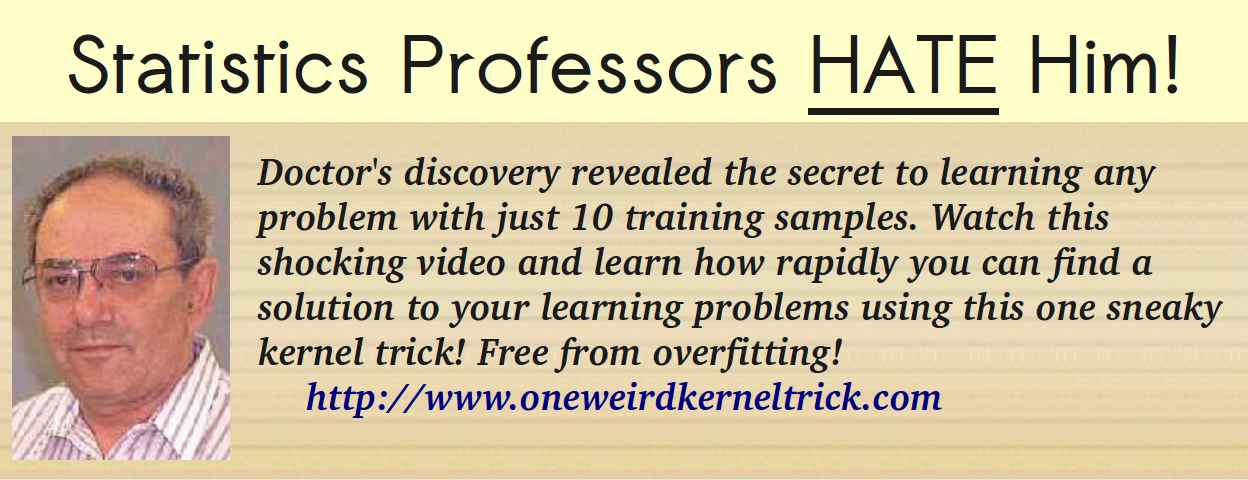 Statistics Professors HATE Him!
Doctor's discovery revealed the secret to learning any
problem with just 10 training samples. Watch this
shocking video and learn how rapidly you can find a
solution to your learning problems using this one sneaky
kernel trick! Free from overfitting!
http://www.oneweirdkerneltrick.com